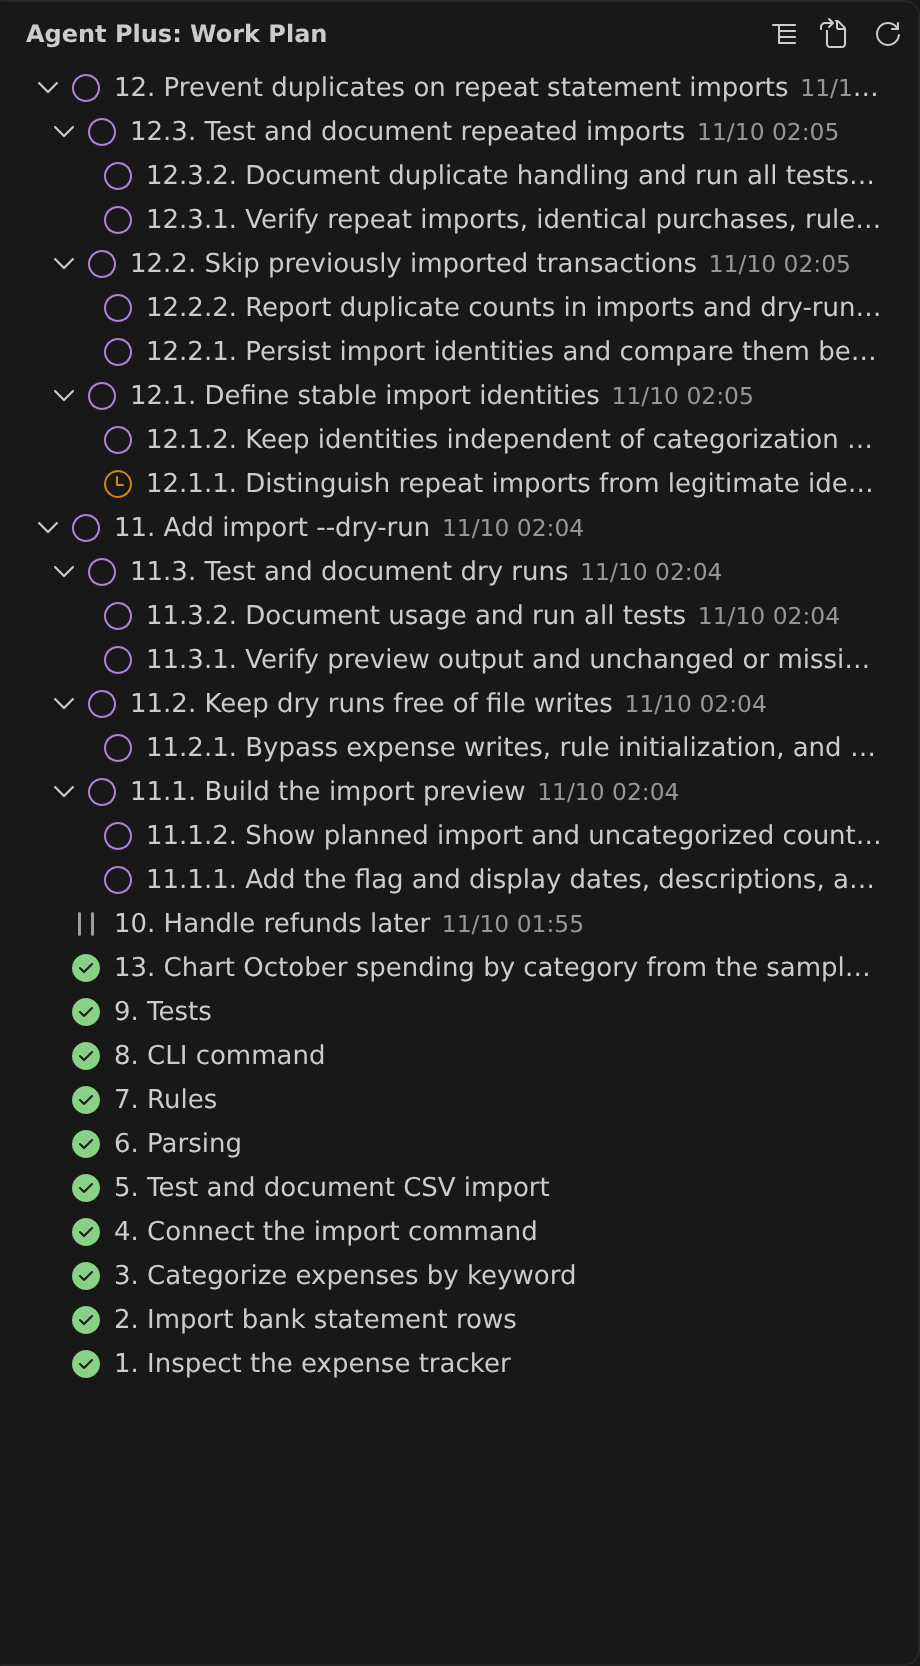 Agent Plus: Work Plan
12. Prevent duplicates on repeat statement imports 11/1...
12.3. Test and document repeated imports 11/10 02:05
12.3.2. Document duplicate handling and run all tests...
12.3.1. Verify repeat imports, identical purchases, rule...
12.2. Skip previously imported transactions 11/10 02:05
12.2.2. Report duplicate counts in imports and dry-run...
12.2.1. Persist import identities and compare them be...
12.1. Define stable import identities 11/10 02:05
12.1.2. Keep identities independent of categorization ...
12.1.1. Distinguish repeat imports from legitimate ide...
11. Add import --dry-run 11/10 02:04
11.3. Test and document dry runs 11/10 02:04
11.3.2. Document usage and run all tests 11/10 02:04
11.3.1. Verify preview output and unchanged or missi...
11.2. Keep dry runs free of file writes 11/10 02:04
11.2.1. Bypass expense writes, rule initialization, and ...
11.1. Build the import preview 11/10 02:04
11.1.2. Show planned import and uncategorized count...
11.1.1. Add the flag and display dates, descriptions, a...
10. Handle refunds later 11/10 01:55
13. Chart October spending by category from the sampl...
9. Tests
8. CLI command
7. Rules
6. Parsing
5. Test and document CSV import
4. Connect the import command
3. Categorize expenses by keyword
2. Import bank statement rows
1. Inspect the expense tracker